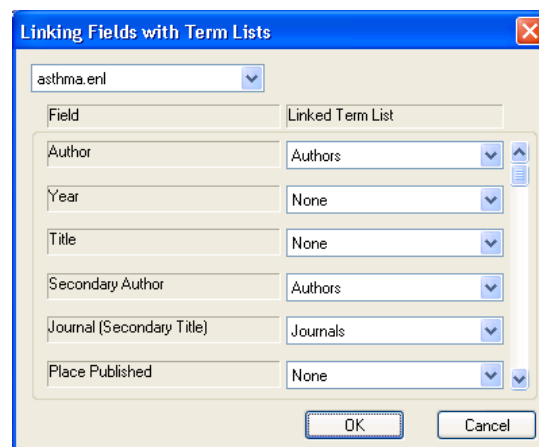 Linking Fields with Term Lists
asthma.enl
Field Linked Term List
Author Authors
Year None
Title None
Secondary Author Authors
Journal (Secondary Title) Journals
Place Published None
OK Cancel